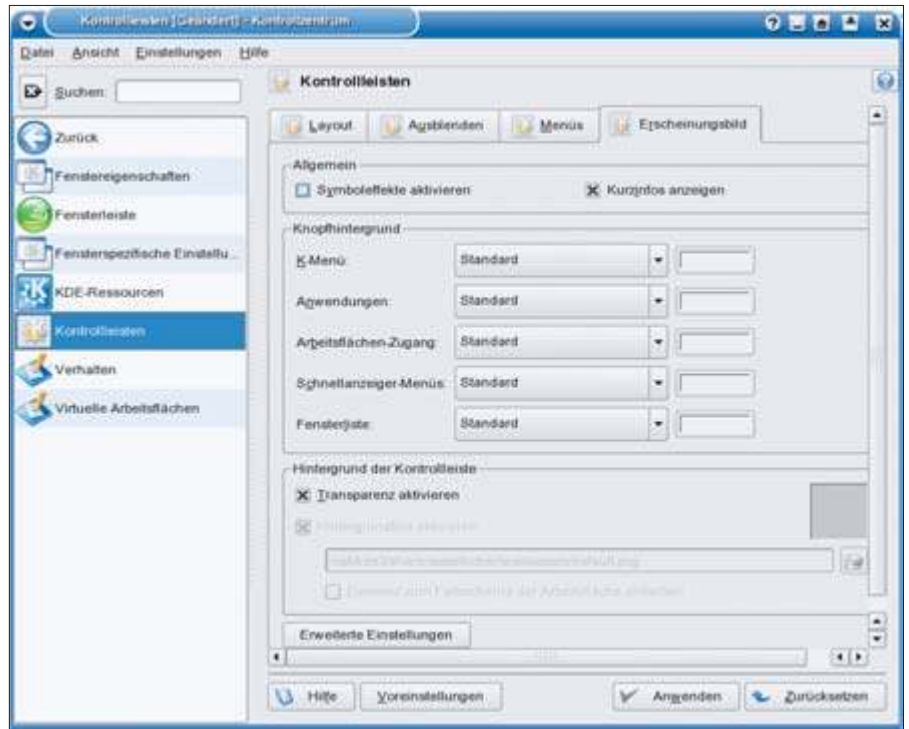 Kontrollleisten [Geändert] - Kontrollzentrum
Datei Ansicht Einstellungen Hilfe
Suchen:
Zurück
Fenstereigenschaften
Fensterleiste
Fensterspezifische Einstellu...
KDE-Ressourcen
Kontrollleisten
Verhalten
Virtuelle Arbeitsflächen
Kontrollleisten
Layout Ausblenden Menüs Erscheinungsbild
Allgemein
Symboleffekte aktivieren Kurzinfos anzeigen
Knopfhintergrund
K-Menü: Standard
Anwendungen: Standard
Arbeitsflächen-Zugang: Standard
Schnellanzeiger-Menüs: Standard
Fensterliste: Standard
Hintergrund der Kontrollleiste
Transparenz aktivieren
Erweiterte Einstellungen
Hilfe Voreinstellungen Anwenden Zurücksetzen